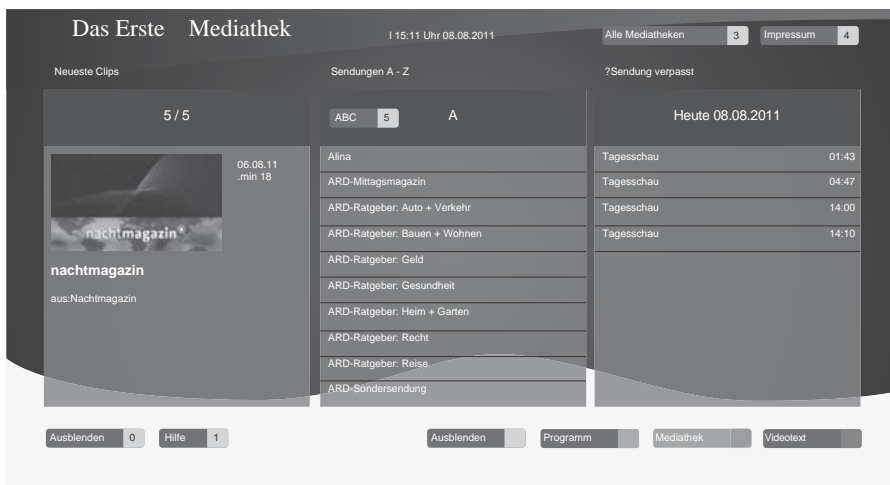 Das Erste Mediathek
I 15:11 Uhr 08.08.2011
Alle Mediatheken 3
Impressum 4
Neueste Clips
Sendungen A - Z
?Sendung verpasst
5 / 5
ABC 5
A
Heute 08.08.2011
06.08.11
.min 18
nachtmagazin
nachtmagazin
aus:Nachtmagazin
Alina
ARD-Mittagsmagazin
ARD-Ratgeber: Auto + Verkehr
ARD-Ratgeber: Bauen + Wohnen
ARD-Ratgeber: Geld
ARD-Ratgeber: Gesundheit
ARD-Ratgeber: Heim + Garten
ARD-Ratgeber: Recht
ARD-Ratgeber: Reise
ARD-Sondersendung
Tagesschau 01:43
Tagesschau 04:47
Tagesschau 14:00
Tagesschau 14:10
Ausblenden 0
Hilfe 1
Ausblenden
Programm
Mediathek
Videotext